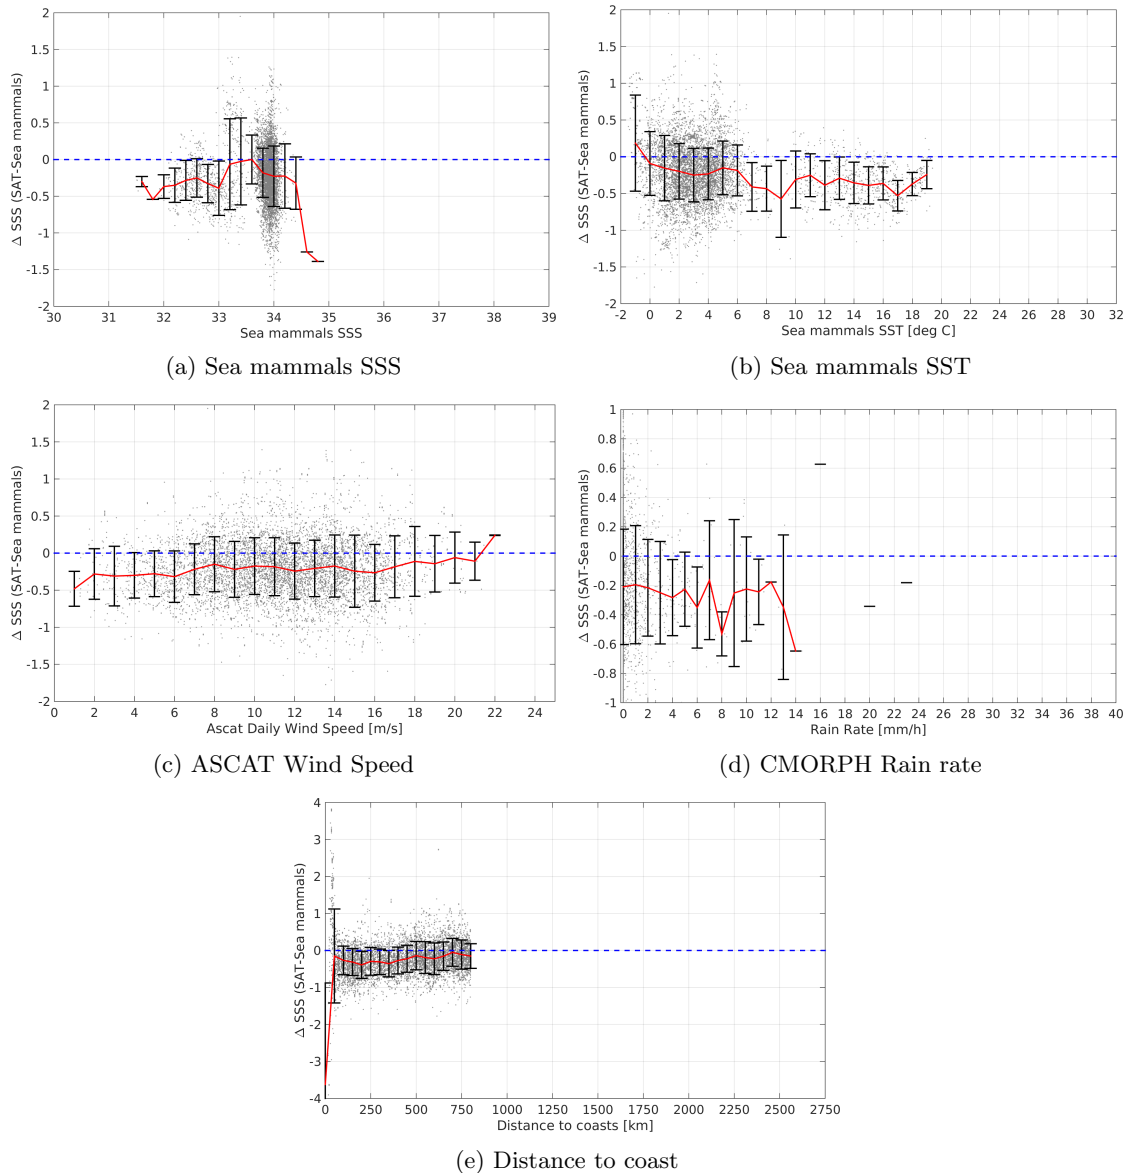 2
1.5
1
0.5
0
-0.5
-1
-1.5
-2
Δ SSS (SAT-Sea mammals)
30 31 32 33 34 35 36 37 38 39
Sea mammals SSS
(a) Sea mammals SSS
2
1.5
1
0.5
0
-0.5
-1
-1.5
-2
Δ SSS (SAT-Sea mammals)
-2 0 2 4 6 8 10 12 14 16 18 20 22 24 26 28 30 32
Sea mammals SST [deg C]
(b) Sea mammals SST
2
1.5
1
0.5
0
-0.5
-1
-1.5
-2
Δ SSS (SAT-Sea mammals)
0 2 4 6 8 10 12 14 16 18 20 22 24
Ascat Daily Wind Speed [m/s]
(c) ASCAT Wind Speed
1
0.8
0.6
0.4
0.2
0
-0.2
-0.4
-0.6
-0.8
-1
Δ SSS (SAT-Sea mammals)
0 2 4 6 8 10 12 14 16 18 20 22 24 26 28 30 32 34 36 38 40
Rain Rate [mm/h]
(d) CMORPH Rain rate
4
3
2
1
0
-1
-2
-3
-4
Δ SSS (SAT-Sea mammals)
0 250 500 750 1000 1250 1500 1750 2000 2250 2500 2750
Distance to coasts [km]
(e) Distance to coast